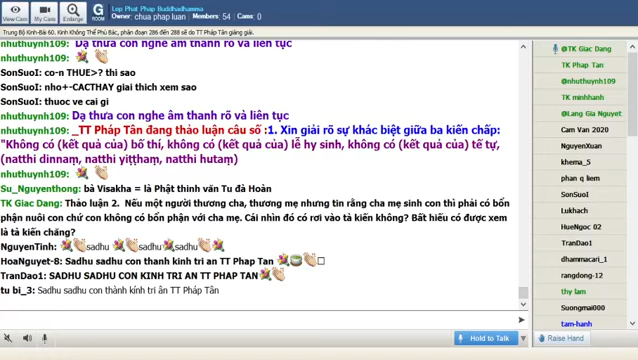 View Cam
My Cam
Enlarge
G
ROOM
Lop Phat Phap Buddhadhamma
Owner: chua phap luan - Members: 54 - Cams: 0
Trung Bộ Kinh-Bài 60. Kinh Không Thể Phủ Bác, phân đoạn 286 đến 288 sẽ do TT Pháp Tân giảng giải.
nhuthuynh109: Dạ thưa con nghe âm thanh rõ và liên tục
nhuthuynh109:
SonSuoI: co-n THUE>? thi sao
SonSuoI: nho+-CACTHAY giai thich xem sao
SonSuoI: thuoc ve cai gi
nhuthuynh109: Dạ thưa con nghe âm thanh rõ và liên tục
nhuthuynh109: _TT Pháp Tân đang thảo luận câu số :1. Xin giải rõ sự khác biệt giữa ba kiến chấp:
"Không có (kết quả của) bố thí, không có (kết quả của) lễ hy sinh, không có (kết quả của) tế tự,
(natthi dinnaṃ, natthi yiṭṭhaṃ, natthi hutaṃ)
nhuthuynh109:
Su_Nguyenthong: bà Visakha = là Phật thinh văn Tu đà Hoàn
TK Giac Dang: Thảo luận 2. Nếu một người thương cha, thương mẹ nhưng tin rằng cha mẹ sinh con thì phải có bổn
phận nuôi con chứ con không có bổn phận với cha mẹ. Cái nhìn đó có rơi vào tà kiến không? Bất hiếu có được xem
là tà kiến chăng?
NguyenTinh: sadhu sadhu sadhu
HoaNguyet-8: Sadhu sadhu con thanh kinh tri an TT Phap Tan
TranDao1: SADHU SADHU CON KINH TRI AN TT PHAP TAN
tu bi_3: Sadhu sadhu con thành kính tri ân TT Pháp Tân
Hold to Talk
@TK Giac Dang
TK Phap Tan
@nhuthuynh109
TK minhhanh
@Lang Gia Nguyet
Cam Van 2020
NguyenXuan
khema_5
phan q liem
SonSuoI
Lukhach
HueNgoc 02
TranDao1
dhammacari_1
rangdong-12
thy lam
Suongmai000
tam-hanh
Raise Hand